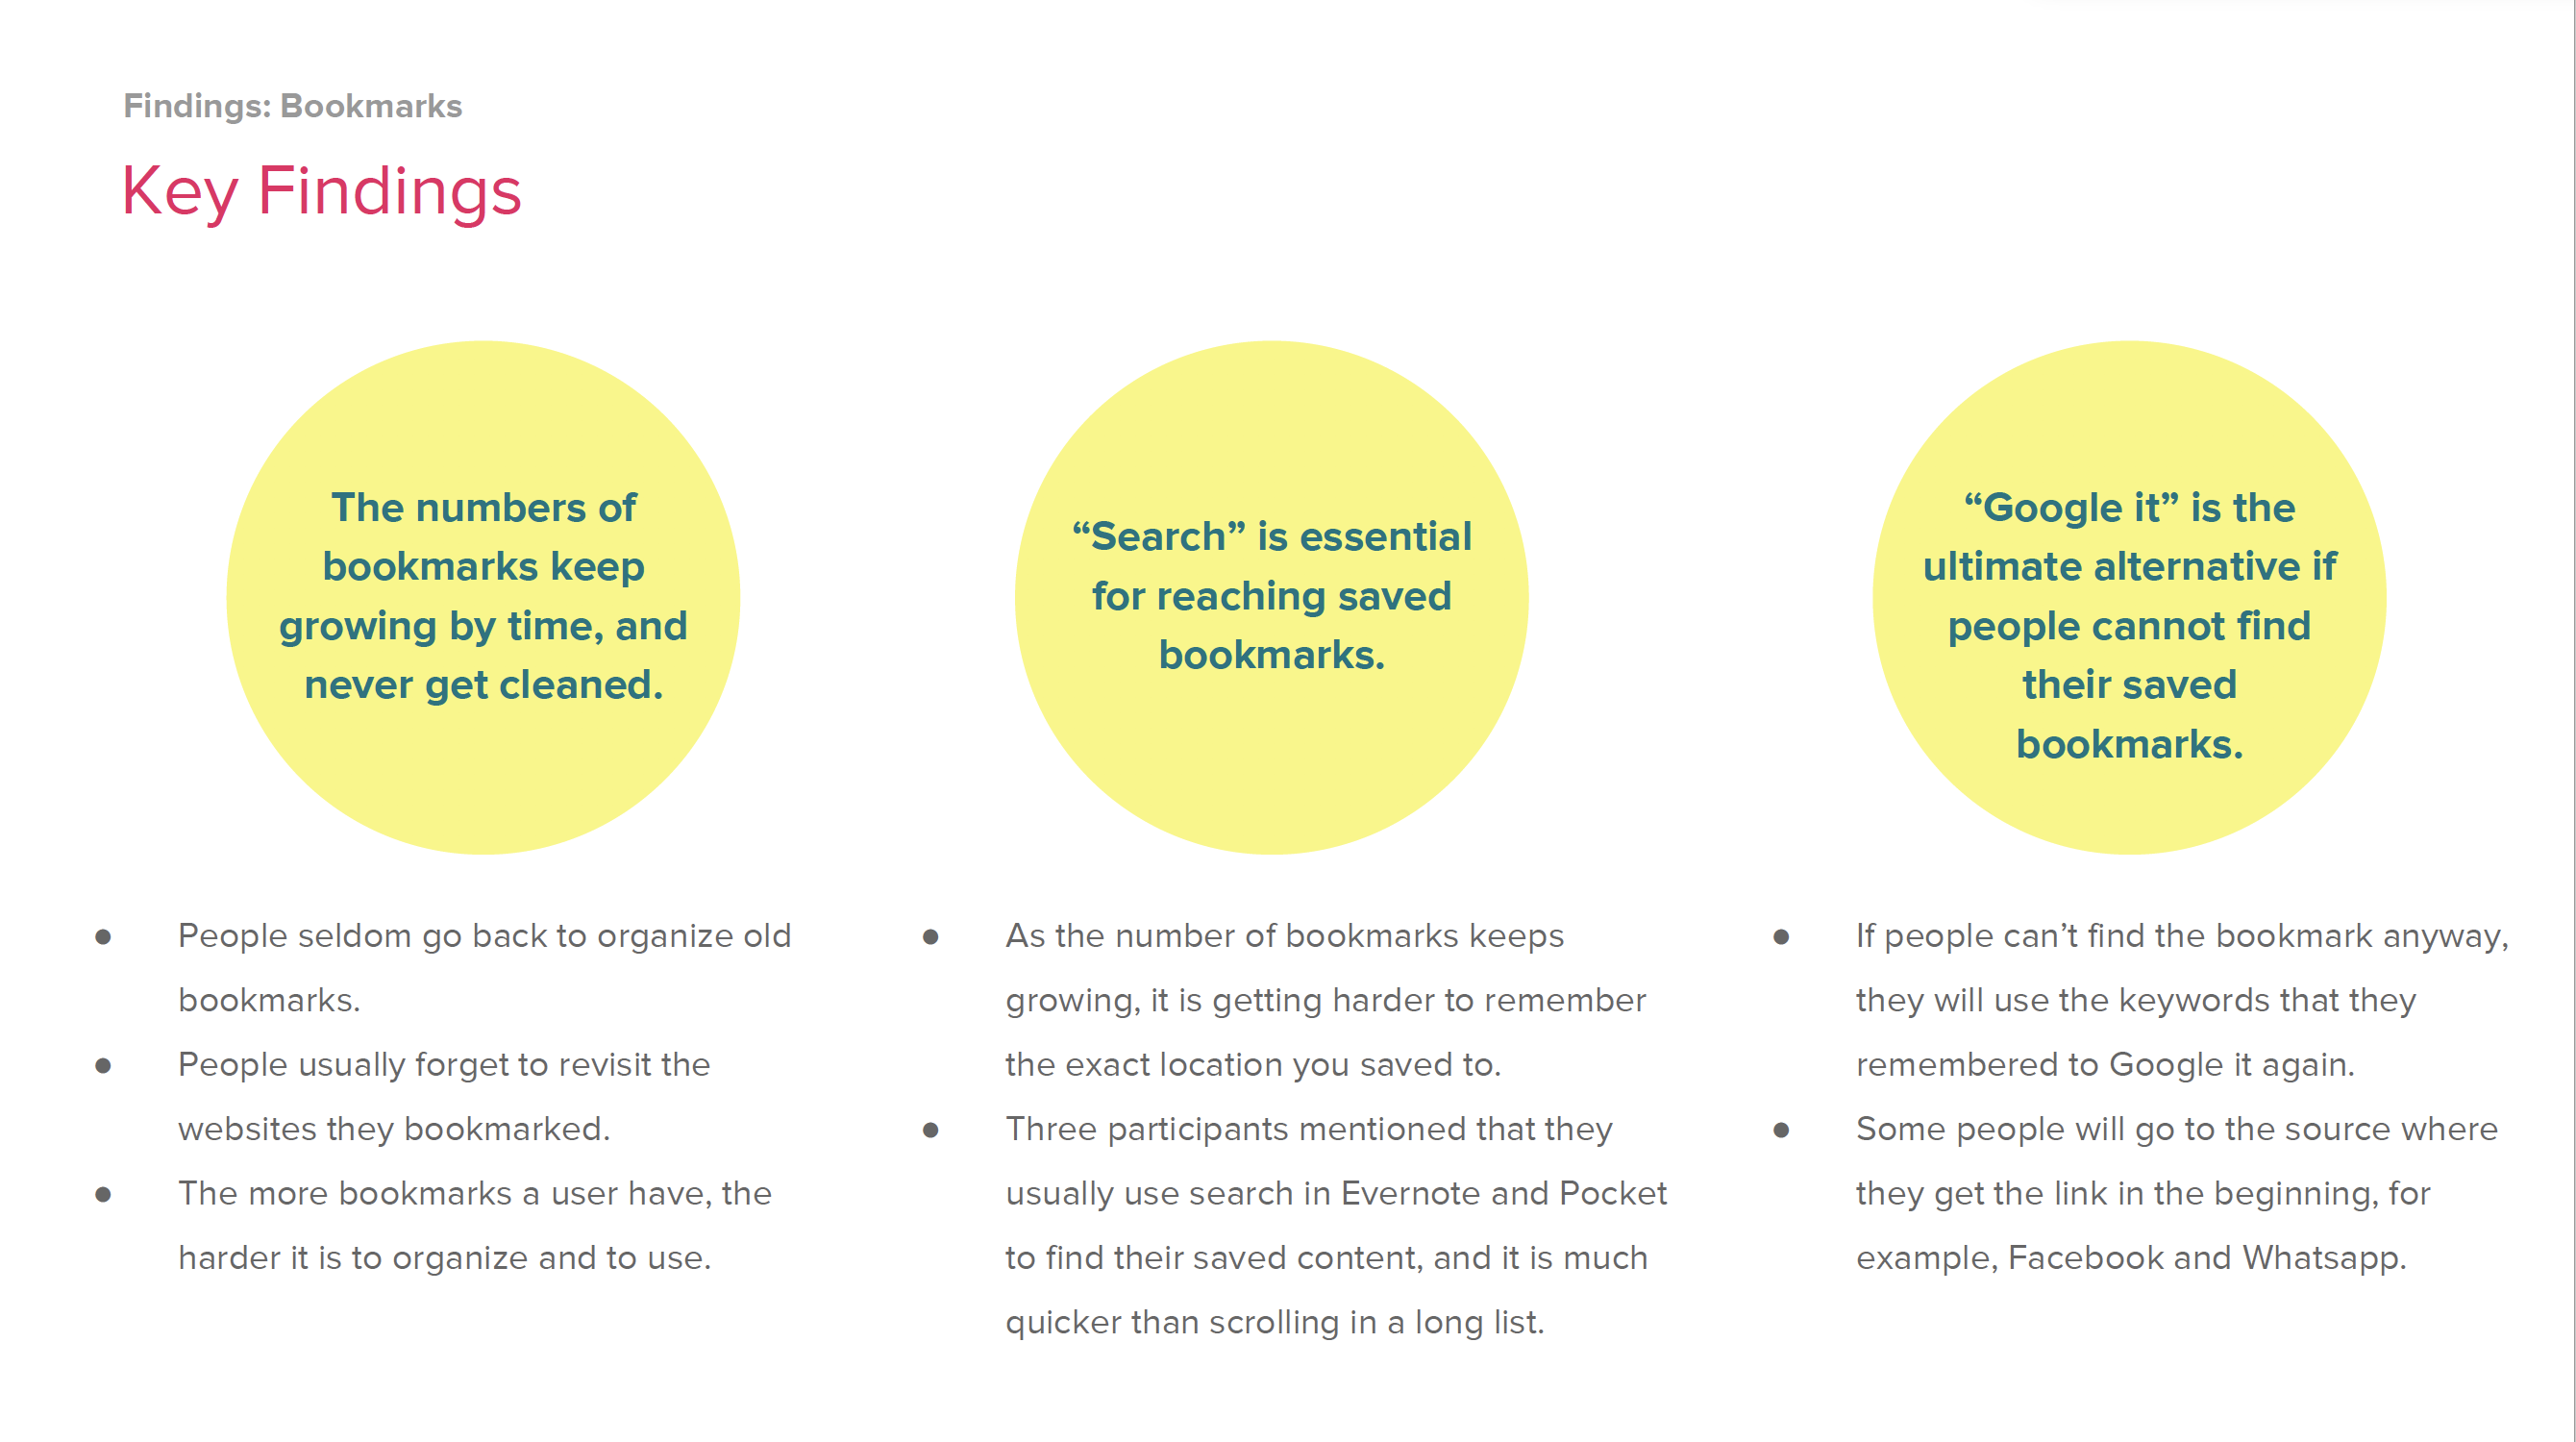 Findings: Bookmarks
Key Findings
The numbers of
bookmarks keep
growing by time, and
never get cleaned.
“Search” is essential
for reaching saved
bookmarks.
“Google it” is the
ultimate alternative if
people cannot find
their saved
bookmarks.
● People seldom go back to organize old
bookmarks.
● People usually forget to revisit the
websites they bookmarked.
● The more bookmarks a user have, the
harder it is to organize and to use.
● As the number of bookmarks keeps
growing, it is getting harder to remember
the exact location you saved to.
● Three participants mentioned that they
usually use search in Evernote and Pocket
to find their saved content, and it is much
quicker than scrolling in a long list.
● If people can’t find the bookmark anyway,
they will use the keywords that they
remembered to Google it again.
● Some people will go to the source where
they get the link in the beginning, for
example, Facebook and Whatsapp.